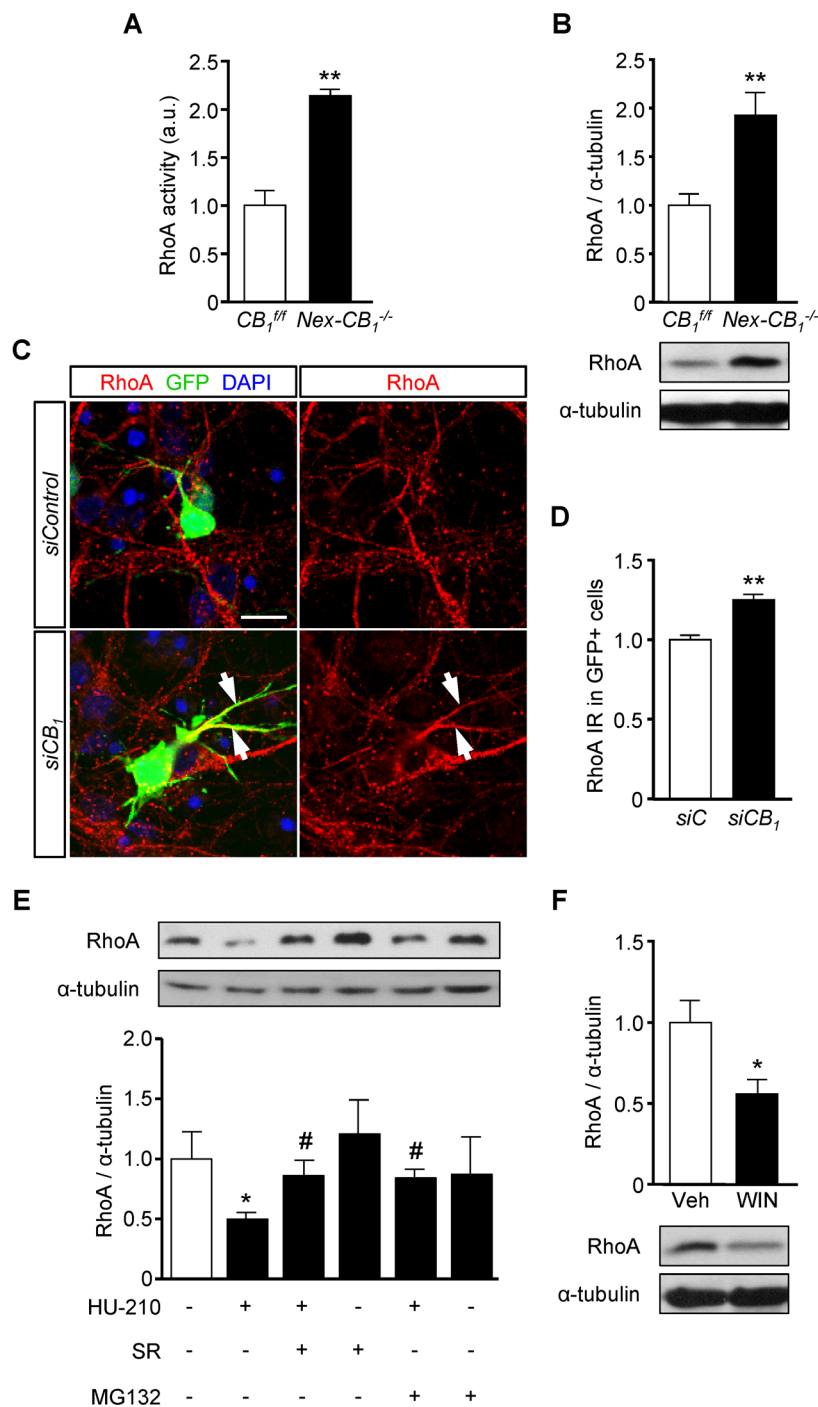 A
RhoA activity (a.u.)
2.5
2.0
1.5
1.0
0.5
0
**
CB1f/f Nex-CB1-/-
B
RhoA / α-tubulin
2.5
2.0
1.5
1.0
0.5
0
**
CB1f/f Nex-CB1-/-
RhoA
α-tubulin
C
RhoA GFP DAPI
RhoA
siControl
siCB1
D
RhoA IR in GFP+ cells
1.5
1.0
0.5
0
**
siC siCB1
E
RhoA
α-tubulin
RhoA / α-tubulin
2.0
1.5
1.0
0.5
0
* # #
HU-210 - + + - + -
SR - - + + - -
MG132 - - - - + +
F
RhoA / α-tubulin
1.5
1.0
0.5
0
*
Veh WIN
RhoA
α-tubulin